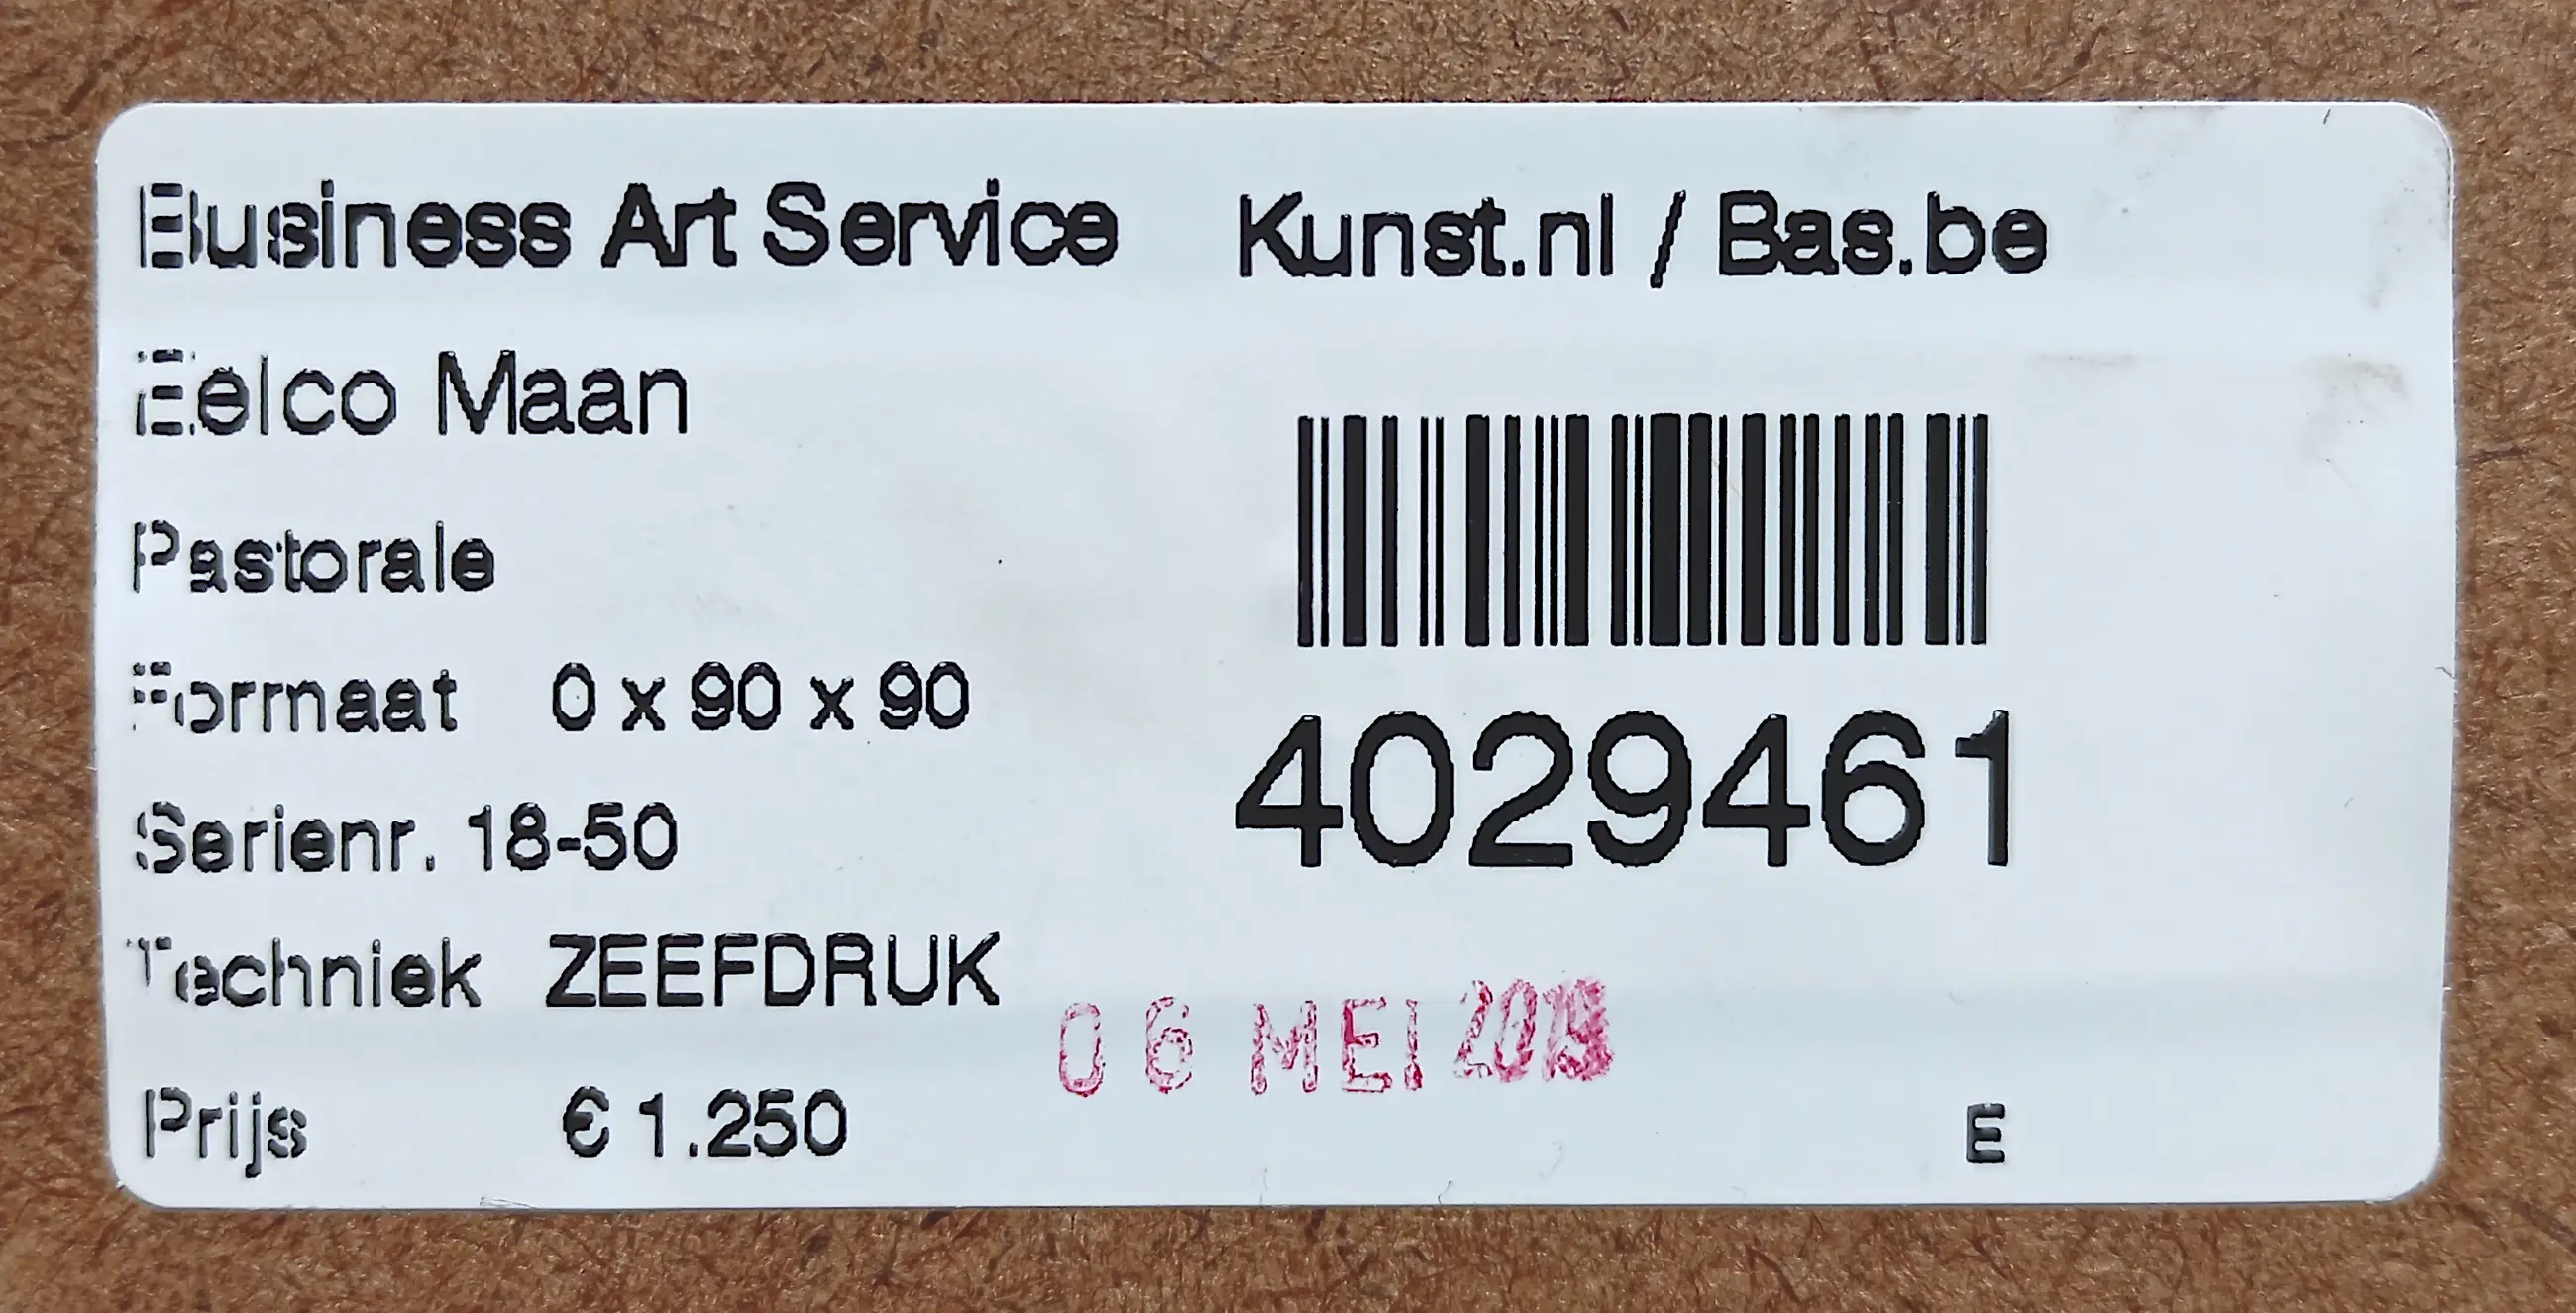 Business Art Service Kunst.nl / Bas.be
Eelco Maan
Pastorale
Formaat 0 x 90 x 90
Serienr. 18-50
4029461
Techniek ZEEFDRUK
06 MEI 2019
Prijs € 1.250
E